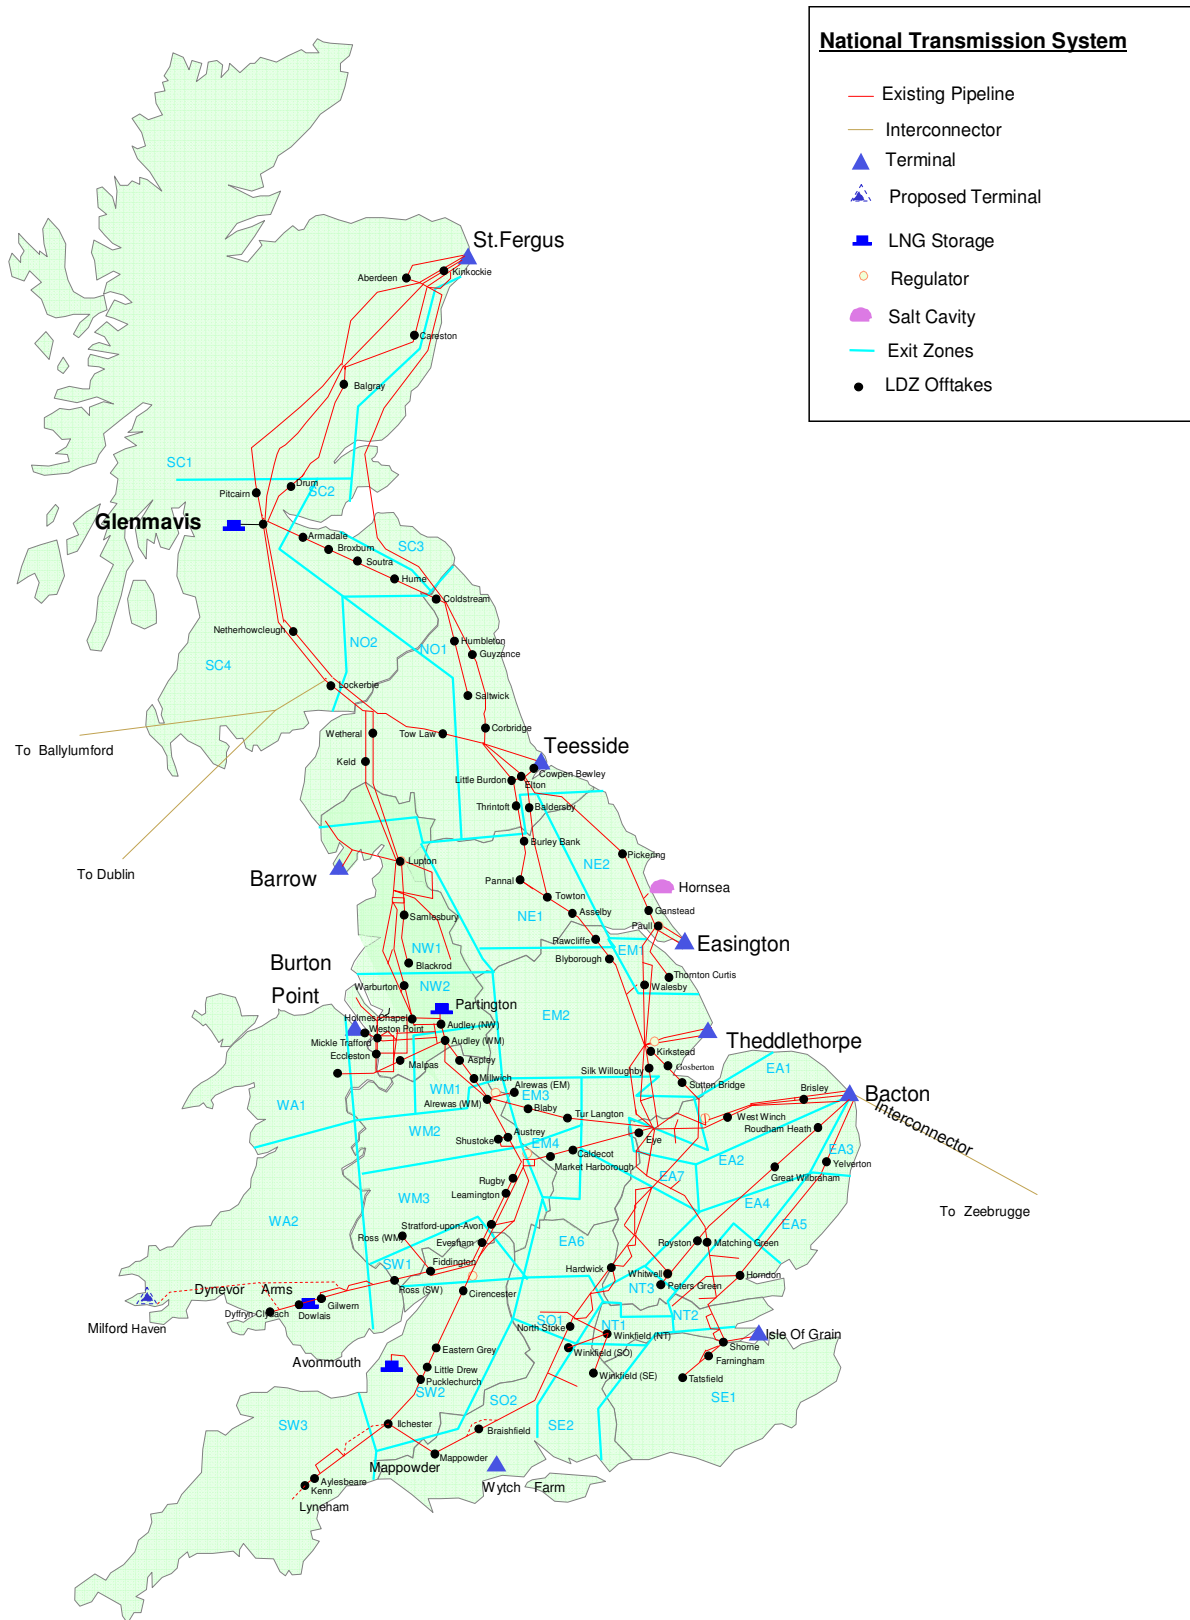 National Transmission System
Existing Pipeline
Interconnector
Terminal
Proposed Terminal
LNG Storage
Regulator
Salt Cavity
Exit Zones
LDZ Offtakes
St.Fergus
Kinkockie
Aberdeen
Careston
Balgray
SC1
Drum
SC2
Pitcairn
Glenmavis
Armadale
Broxburn
SC3
Soutra
Hume
Coldstream
Netherhowcleugh
NO2
NO1
Humbleton
Guyzance
SC4
Lockerbie
Saltwick
Corbridge
Wetheral
Tow Law
To Ballylumford
Teesside
Keld
Cowpen Bewley
Little Burdon
Elton
Thrintoft
Baldersby
Burley Bank
Pickering
NE2
Lupton
To Dublin
Barrow
Pannal
Hornsea
Towton
Ganstead
Samlesbury
NE1
Asselby
Paull
Rawcliffe
Easington
NW1
EM1
Burton
Point
Blackrod
Blyborough
Thornton Curtis
Warburton
NW2
Walesby
Partington
EM2
Holmes Chapel
Weston Point
Audley (NW)
Mickle Trafford
Audley (WM)
Theddlethorpe
Eccleston
Malpas
Aspley
Kirkstead
Gosberton
Silk Willoughby
EA1
Millwich
Sutton Bridge
WM1
Alrewas (EM)
EM3
Brisley
Bacton
WA1
Alrewas (WM)
Blaby
Tur Langton
West Winch
Interconnector
Roudham Heath
WM2
Austrey
Shustoke
EM4
Eye
Caldecot
EA3
Market Harborough
EA2
Yelverton
Rugby
EA7
Great Wilbraham
Leamington
WM3
EA4
To Zeebrugge
Stratford-upon-Avon
EA5
WA2
Ross (WM)
Evesham
EA6
Royston
Matching Green
SW1
Fiddington
Hardwick
Whitwell
Horndon
Dynevor Arms
Ross (SW)
Cirencester
NT3
Peters Green
Gilwern
Dyffryn Clydach
Dowlais
Milford Haven
SO1
NT2
North Stoke
NT1
Winkfield (NT)
Isle Of Grain
Shorne
Eastern Grey
Winkfield (SO)
Farningham
Avonmouth
Little Drew
Winkfield (SE)
Tatsfield
Pucklechurch
SW2
SO2
SE1
SW3
Ilchester
Braishfield
SE2
Mappowder
Mappowder
Aylesbeare
Kenn
Wytch Farm
Lyneham